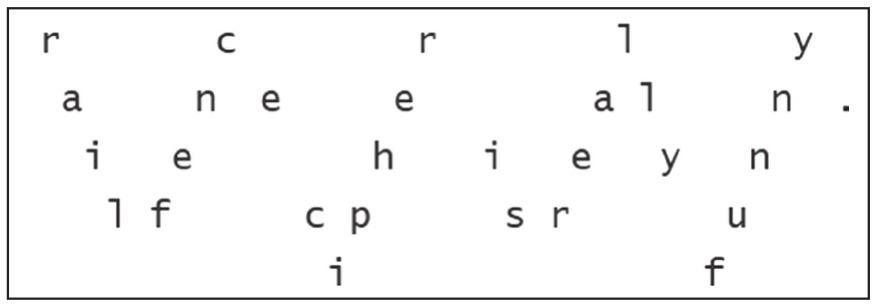 r c r l y
a n e e a l n .
i e h i e y n
l f c p s r u
i f